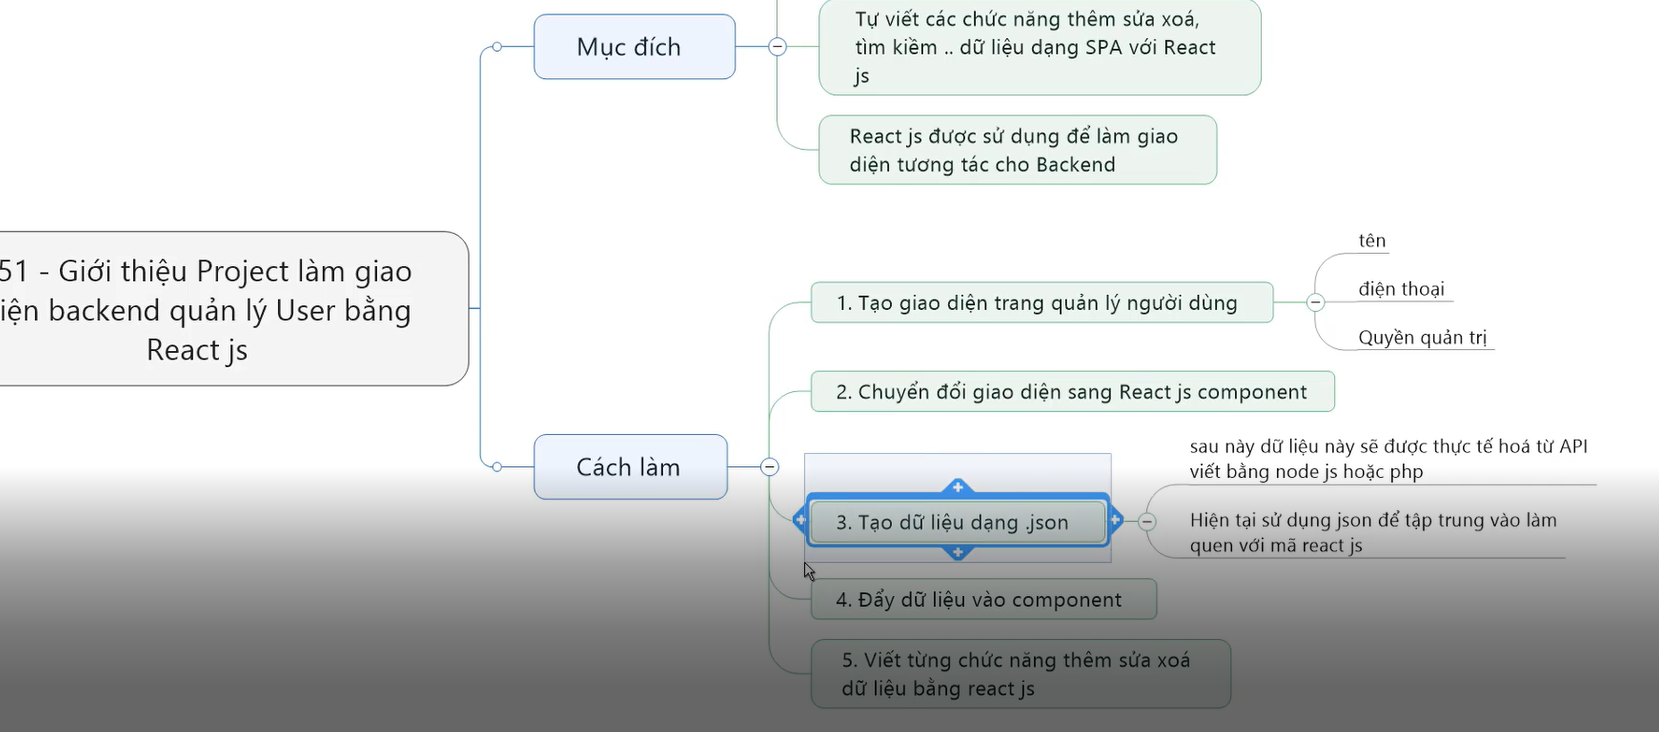 51 - Giới thiệu Project làm giao
iện backend quản lý User bằng
React js
Mục đích
Tự viết các chức năng thêm sửa xoá,
tìm kiềm .. dữ liệu dạng SPA với React
js
React js được sử dụng để làm giao
diện tương tác cho Backend
Cách làm
1. Tạo giao diện trang quản lý người dùng
tên
điện thoại
Quyền quản trị
2. Chuyển đổi giao diện sang React js component
3. Tạo dữ liệu dạng .json
sau này dữ liệu này sẽ được thực tế hoá từ API
viết bằng node js hoặc php
Hiện tại sử dụng json để tập trung vào làm
quen với mã react js
4. Đẩy dữ liệu vào component
5. Viết từng chức năng thêm sửa xoá
dữ liệu bằng react js